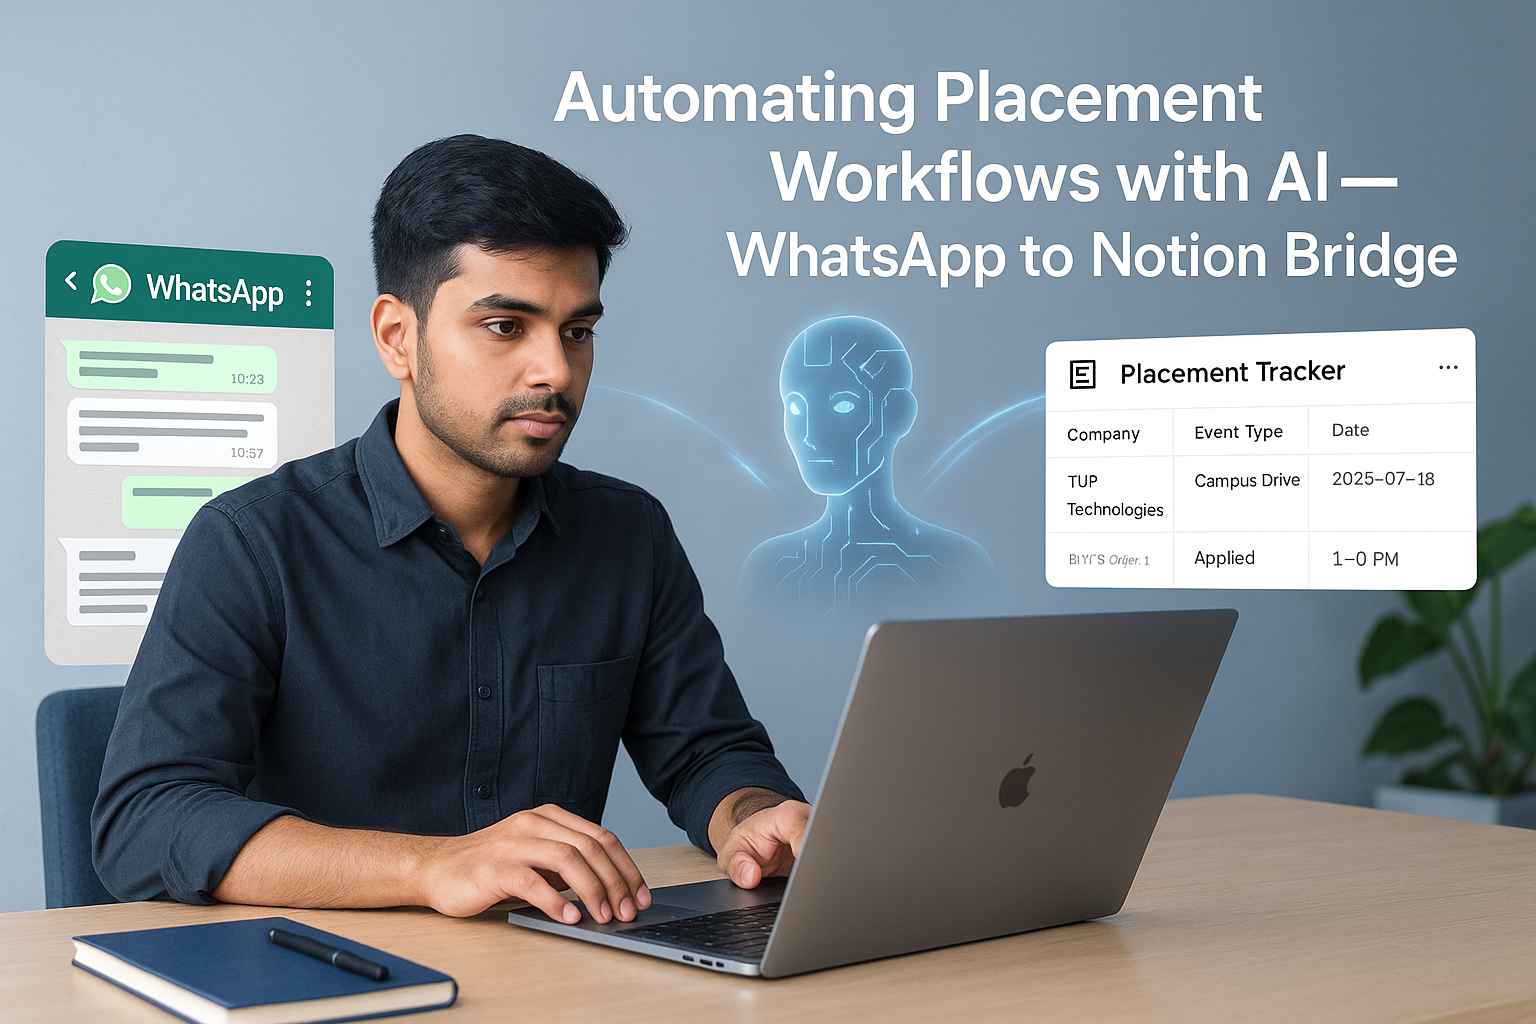 Automating Placement
Workflows with AI —
WhatsApp to Notion Bridge
WhatsApp
10:23
10:57
Placement Tracker
Company
Event Type
Date
TUP
Technologies
Campus Drive
2025-07-18
Applied
1-0 PM